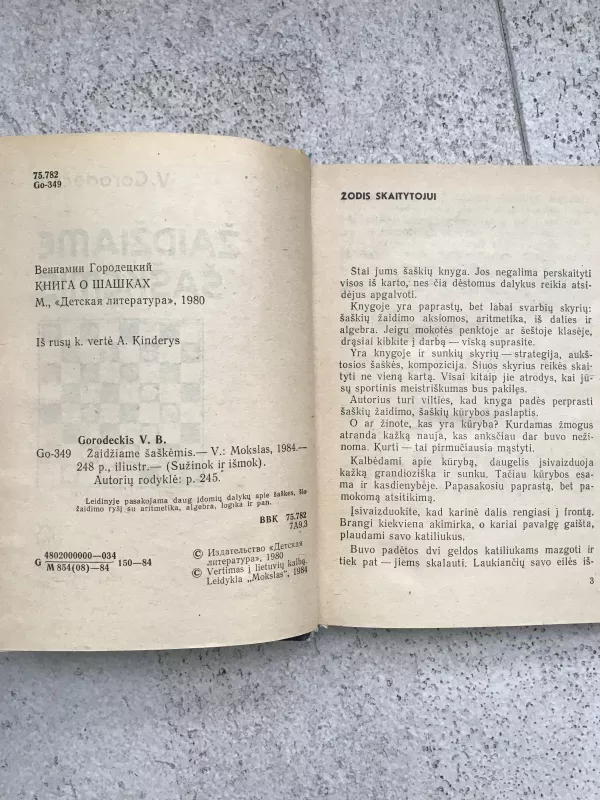 75.782
Go-349
Вениамин Городецкий
КНИГА О ШАШКАХ
М., «Детская литература», 1980
Iš rusų k. vertė A. Kinderys
Gorodeckis V. B.
Go-349 Žaidžiame šaškėmis.— V.: Mokslas, 1984.—
248 p., iliustr.— (Sužinok ir išmok).
Autorių rodyklė: p. 245.
Leidinyje pasakojama daug įdomių dalykų apie šaškes, šio
žaidimo ryšį su aritmetika, algebra, logika ir pan.
BBK 75.782
7A9.3
G 4802000000—034
M 854(08)—84 150—84
© Издательство «Детская
литература», 1980
© Vertimas į lietuvių kalbą.
Leidykla „Mokslas", 1984
ŽODIS SKAITYTOJUI
Stai jums šaškių knyga. Jos negalima perskaityti
visos iš karto, nes čia dėstomus dalykus reikia atsi-
dėjus apgalvoti.
Knygoje yra paprastų, bet labai svarbių skyrių:
šaškių žaidimo aksiomos, aritmetika, iš dalies ir
algebra. Jeigu mokotės penktoje ar šeštoje klasėje,
drąsiai kibkite į darbą — viską suprasite.
Yra knygoje ir sunkių skyrių — strategija, aukš-
tosios šaškės, kompozicija. Šiuos skyrius reikės skai-
tyti ne vieną kartą. Visai kitaip jie atrodys, kai jū-
sų sportinis meistriškumas bus pakilęs.
Autorius turi vilties, kad knyga padės perprasti
šaškių žaidimo, šaškių kūrybos paslaptis.
O ar žinote, kas yra kūryba? Kurdamas žmogus
atranda kažką nauja, kas anksčiau dar buvo neži-
noma. Kurti — tai pirmučiausia mąstyti.
Kalbėdami apie kūrybą, daugelis įsivaizduoja
kažką grandioziška ir sunku. Tačiau kūrybos esa-
ma ir kasdienybėje. Papasakosiu paprastą, bet pa-
mokomą atsitikimą.
Įsivaizduokite, kad karinė dalis rengiasi į frontą.
Brangi kiekviena akimirka, o kariai pavalgę gaišta,
plaudami savo katiliukus.
Buvo padėtos dvi geldos katiliukams mazgoti ir
tiek pat — jiems skalauti. Laukiančių savo eilės iš-
3